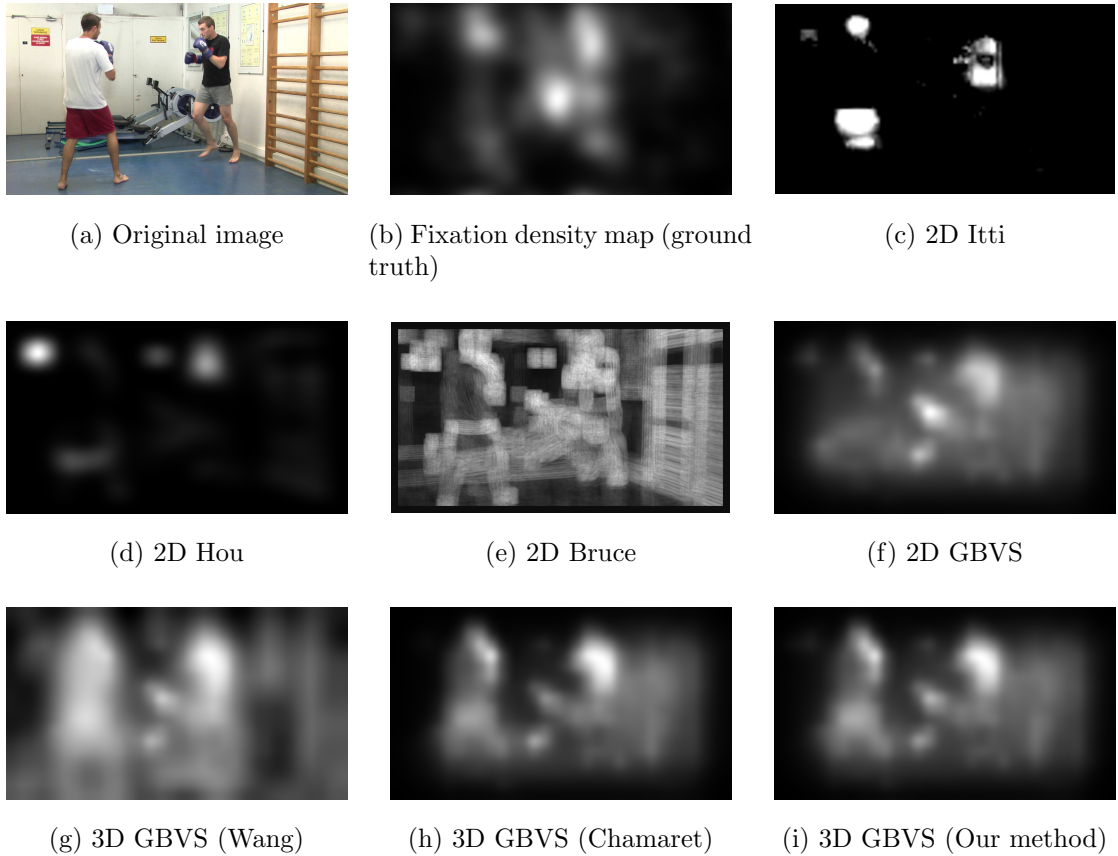 (a) Original image
(b) Fixation density map (ground
truth)
(c) 2D Itti
(d) 2D Hou
(e) 2D Bruce
(f) 2D GBVS
(g) 3D GBVS (Wang)
(h) 3D GBVS (Chamaret)
(i) 3D GBVS (Our method)